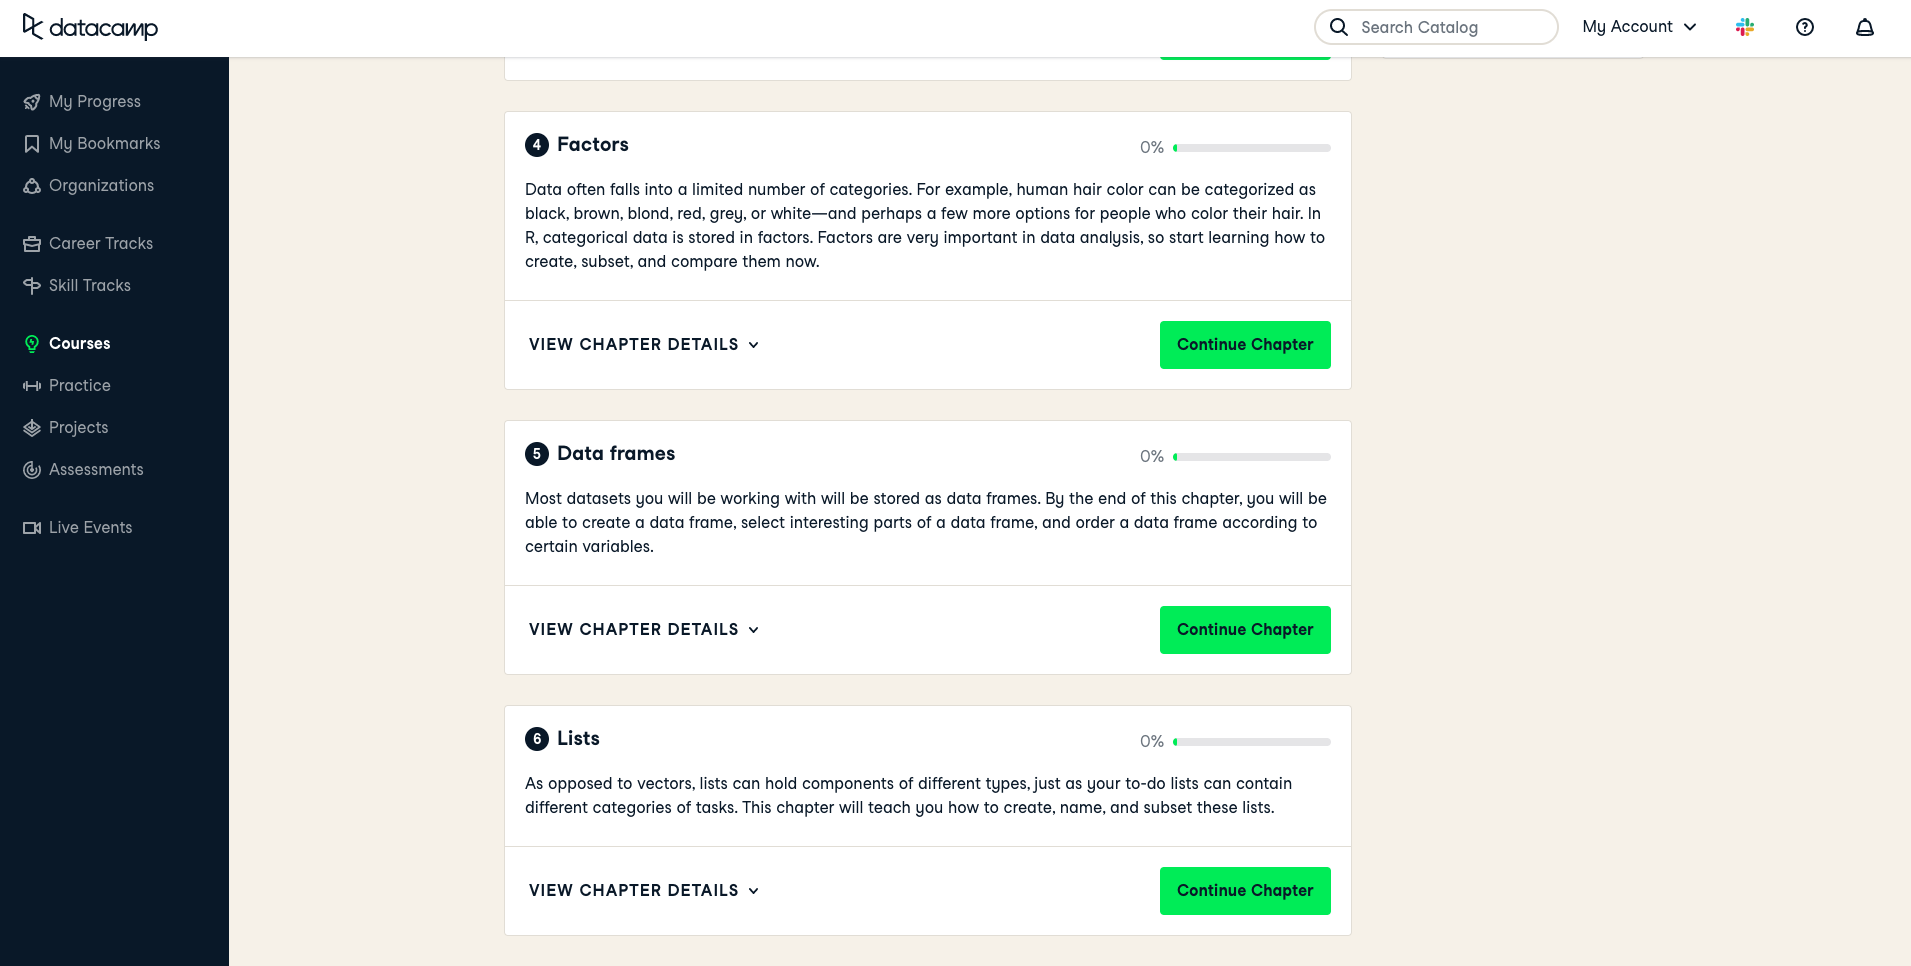 datacamp
Search Catalog
My Account
My Progress
My Bookmarks
Organizations
Career Tracks
Skill Tracks
Courses
Practice
Projects
Assessments
Live Events
4 Factors
0%
Data often falls into a limited number of categories. For example, human hair color can be categorized as
black, brown, blond, red, grey, or white—and perhaps a few more options for people who color their hair. In
R, categorical data is stored in factors. Factors are very important in data analysis, so start learning how to
create, subset, and compare them now.
VIEW CHAPTER DETAILS
Continue Chapter
5 Data frames
0%
Most datasets you will be working with will be stored as data frames. By the end of this chapter, you will be
able to create a data frame, select interesting parts of a data frame, and order a data frame according to
certain variables.
VIEW CHAPTER DETAILS
Continue Chapter
6 Lists
0%
As opposed to vectors, lists can hold components of different types, just as your to-do lists can contain
different categories of tasks. This chapter will teach you how to create, name, and subset these lists.
VIEW CHAPTER DETAILS
Continue Chapter